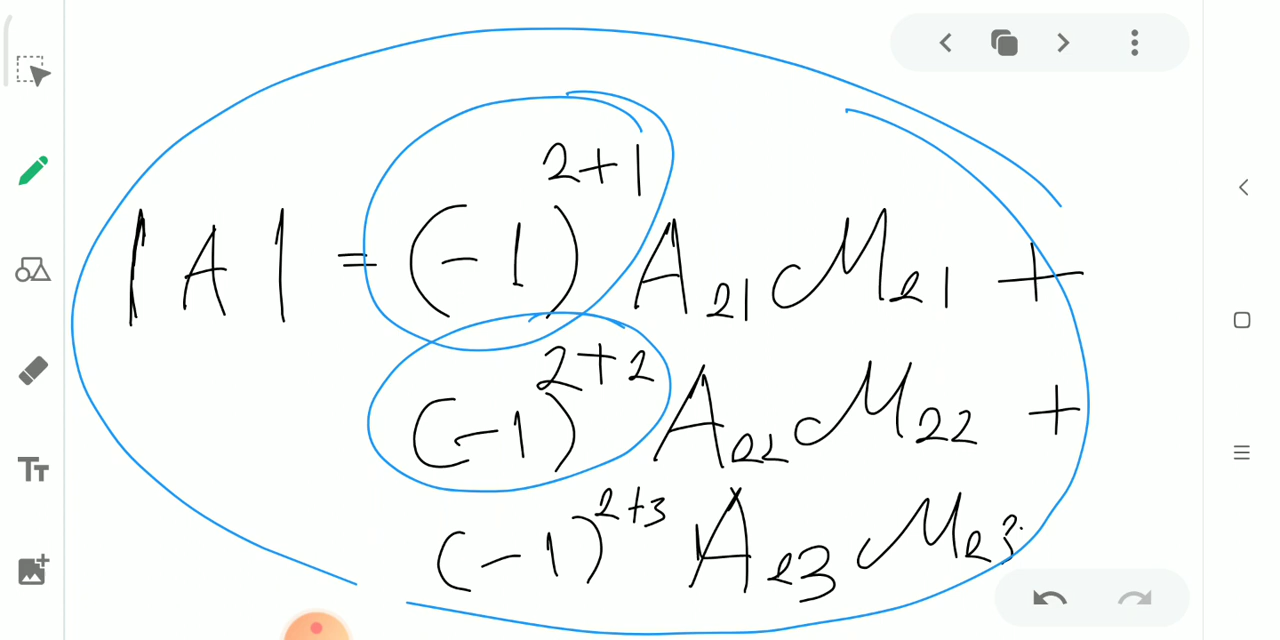 |A| = (-1)^{2+1} A_{21} M_{21} +
(-1)^{2+2} A_{22} M_{22} +
(-1)^{2+3} A_{23} M_{23}
Tт